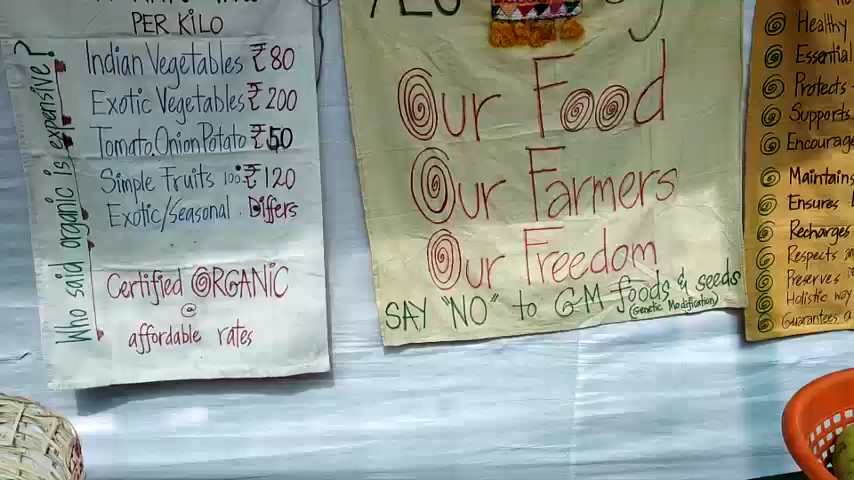 PER KILO
Indian Vegetables ₹ 80
Exotic Vegetables ₹ 200
Tomato.Onion Potato ₹ 50
Simple Fruits 100 ₹ 120
Exotic/Seasonal . Differs
Certified ORGANiC
@
affordable rates
Who said organic is expensive?
Our Food
Our Farmers
Our Freedom
SAY "NO" to G-M foods & seeds
(Genetic Modification)
Healthy
Essential
Protects
Supports
Encourage
Maintains
Ensures
Recharges
Respects
Preserves
Holistic way
Guarantees a